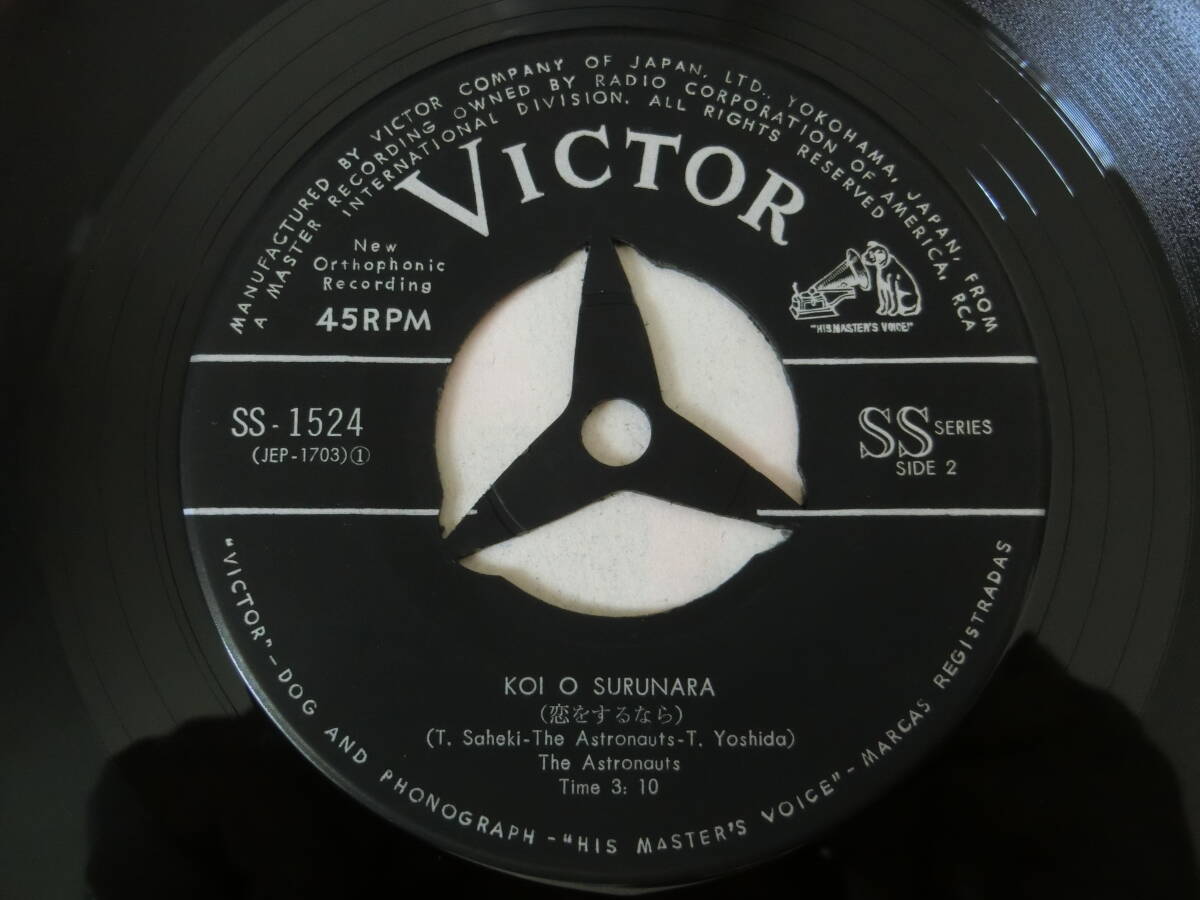 MANUFACTURED BY VICTOR COMPANY OF JAPAN, LTD., YOKOHAMA, JAPAN, FROM
A MASTER RECORDING OWNED BY RADIO CORPORATION OF AMERICA, RCA
INTERNATIONAL DIVISION. ALL RIGHTS RESERVED
VICTOR
New
Orthophonic
Recording
45RPM
"HIS MASTER'S VOICE"
SS-1524
(JEP-1703)①
SS SERIES
SIDE 2
KOI O SURUNARA
(恋をするなら)
(T. Saheki-The Astronauts-T. Yoshida)
The Astronauts
Time 3: 10
"VICTOR"-DOG AND PHONOGRAPH-"HIS MASTER'S VOICE"-MARCAS REGISTRADAS